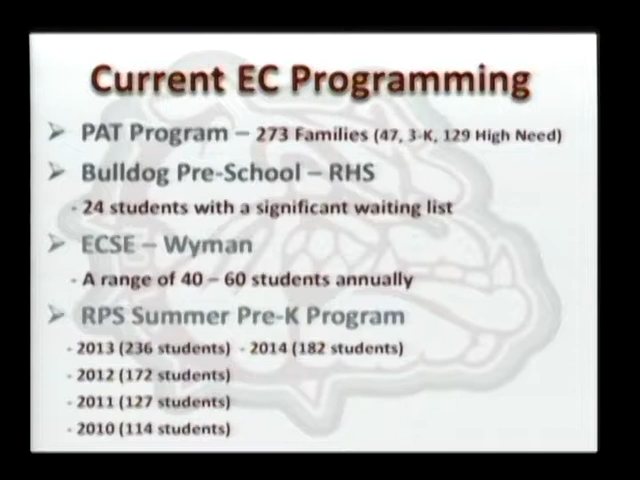 Current EC Programming
➢ PAT Program – 273 Families (47, 3-K, 129 High Need)
➢ Bulldog Pre-School – RHS
- 24 students with a significant waiting list
➢ ECSE – Wyman
- A range of 40 – 60 students annually
➢ RPS Summer Pre-K Program
- 2013 (236 students) - 2014 (182 students)
- 2012 (172 students)
- 2011 (127 students)
- 2010 (114 students)